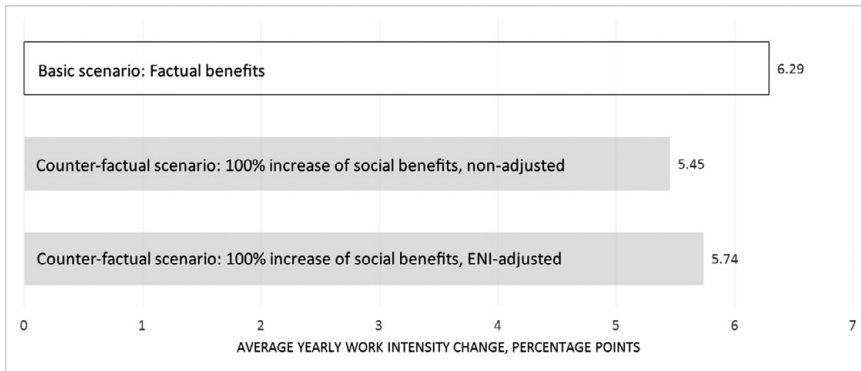 Basic scenario: Factual benefits
6.29
Counter-factual scenario: 100% increase of social benefits, non-adjusted
5.45
Counter-factual scenario: 100% increase of social benefits, ENI-adjusted
5.74
0 1 2 3 4 5 6 7
AVERAGE YEARLY WORK INTENSITY CHANGE, PERCENTAGE POINTS